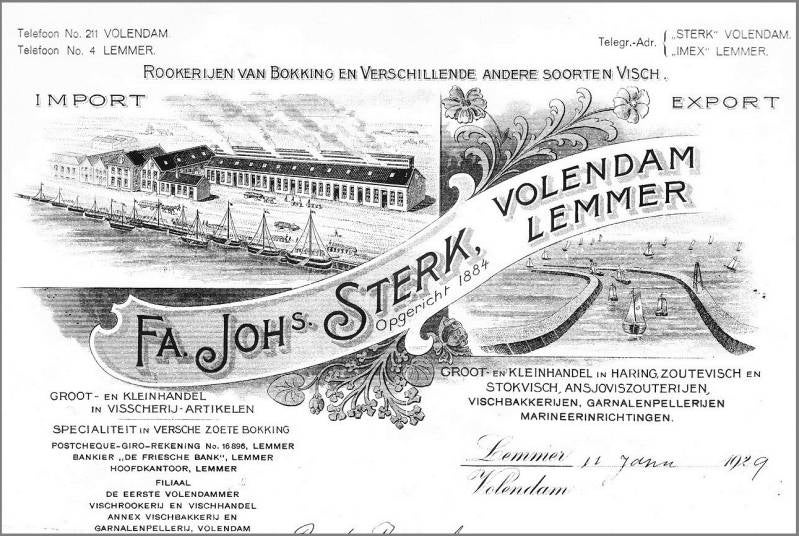 Telefoon No. 211 VOLENDAM.
Telefoon No. 4 LEMMER.
Telegr.-Adr. „STERK" VOLENDAM.
„IMEX" LEMMER.
ROOKERIJEN VAN BOKKING EN VERSCHILLENDE ANDERE SOORTEN VISCH.
IMPORT
EXPORT
FA. JOHS. STERK, VOLENDAM
LEMMER
Opgericht 1884
GROOT- EN KLEINHANDEL
IN VISSCHERIJ-ARTIKELEN
SPECIALITEIT IN VERSCHE ZOETE BOKKING
POSTCHEQUE-GIRO-REKENING No. 16896, LEMMER
BANKIER „DE FRIESCHE BANK", LEMMER
HOOFDKANTOOR, LEMMER
FILIAAL
DE EERSTE VOLENDAMMER
VISCHROOKERIJ EN VISCHHANDEL
ANNEX VISCHBAKKERIJ EN
GARNALENPELLERIJ, VOLENDAM
GROOT- EN KLEINHANDEL IN HARING, ZOUTEVISCH EN
STOKVISCH, ANSJOVISZOUTERIJEN,
VISCHBAKKERIJEN, GARNALENPELLERIJEN
MARINEERINRICHTINGEN.
Lemmer 11 Janu 1929
Volendam